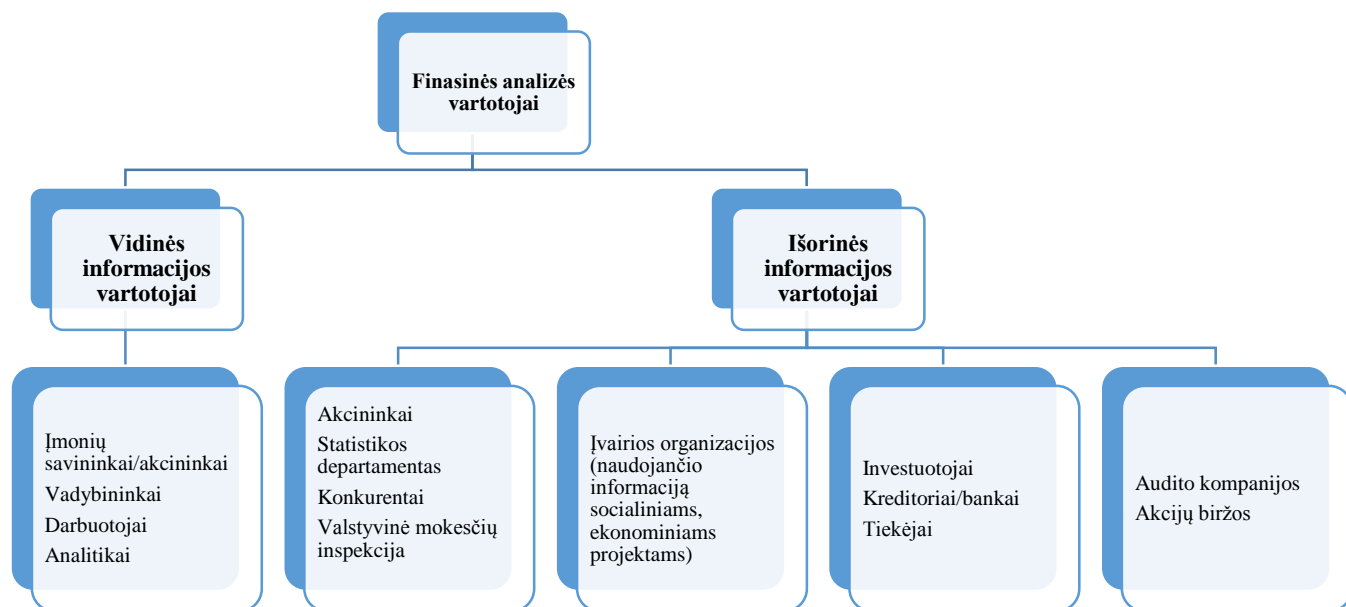 Finasinės analizės
vartotojai
Vidinės
informacijos
vartotojai
Išorinės
informacijos
vartotojai
Įmonių
savininkai/akcininkai
Vadybininkai
Darbuotojai
Analitikai
Akcininkai
Statistikos
departamentas
Konkurentai
Valstyvinė mokesčių
inspekcija
Įvairios organizacijos
(naudojančio
informaciją
socialiniams,
ekonominiams
projektams)
Investuotojai
Kreditoriai/bankai
Tiekėjai
Audito kompanijos
Akcijų biržos